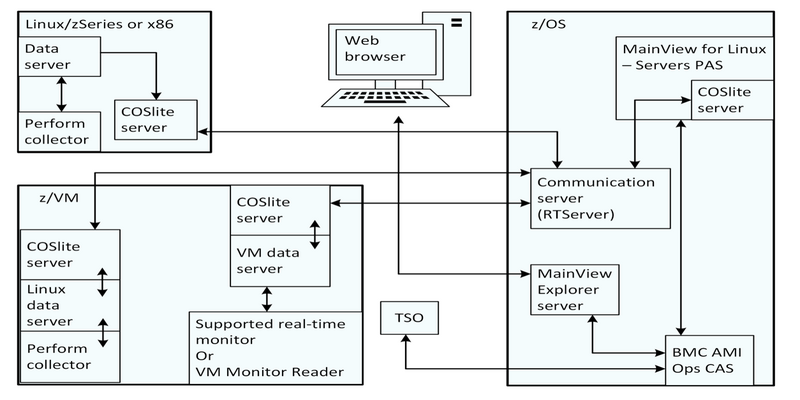 Linux/zSeries or x86
Data
server
COSlite
server
Perform
collector
Web
browser
z/OS
MainView for Linux
– Servers PAS
COSlite
server
Communication
server
(RTServer)
MainView
Explorer
server
BMC AMI
Ops CAS
z/VM
COSlite
server
Linux
data
server
Perform
collector
COSlite
server
VM data
server
Supported real-time
monitor
Or
VM Monitor Reader
TSO